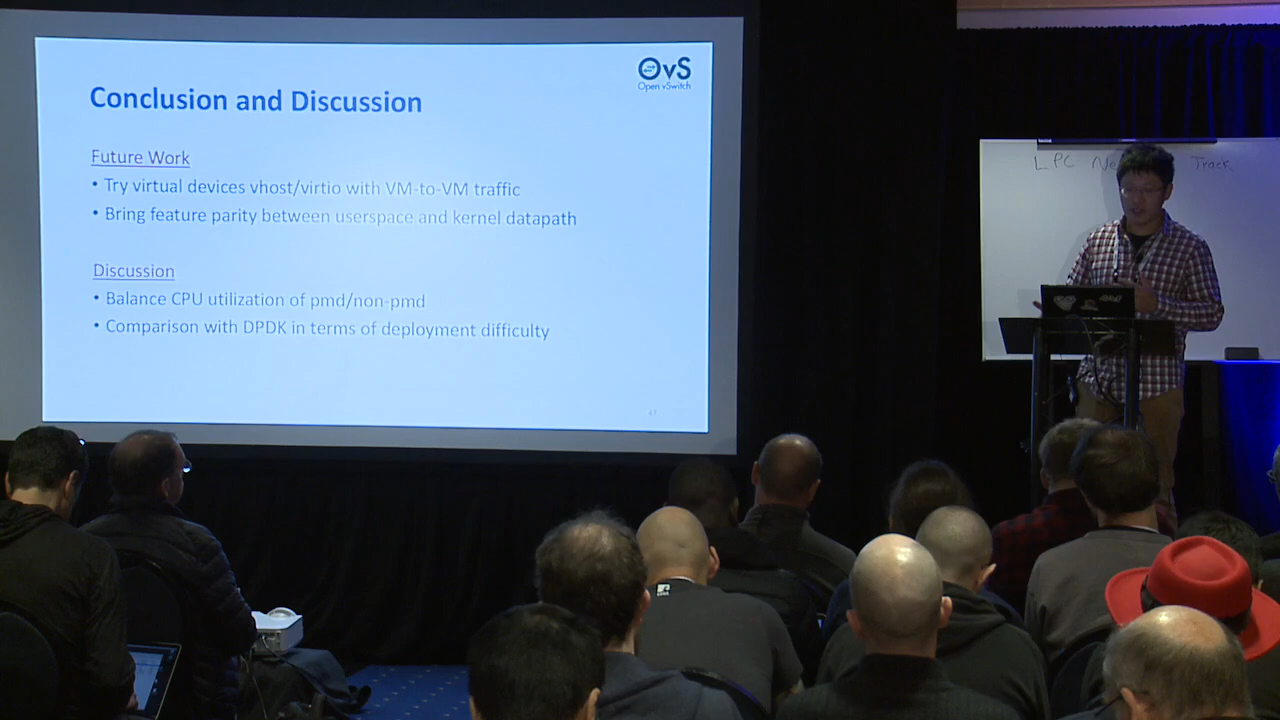 OvS
Open vSwitch
Conclusion and Discussion
Future Work
• Try virtual devices vhost/virtio with VM-to-VM traffic
• Bring feature parity between userspace and kernel datapath
Discussion
• Balance CPU utilization of pmd/non-pmd
• Comparison with DPDK in terms of deployment difficulty
47
LPC Ne Track